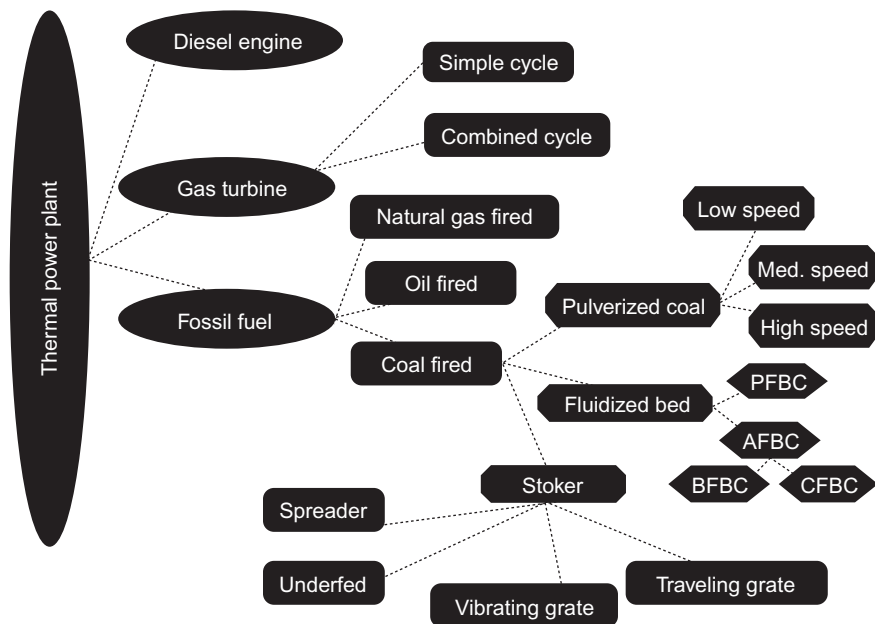 Thermal power plant
Diesel engine
Gas turbine
Fossil fuel
Simple cycle
Combined cycle
Natural gas fired
Oil fired
Coal fired
Pulverized coal
Low speed
Med. speed
High speed
Fluidized bed
PFBC
AFBC
BFBC
CFBC
Stoker
Spreader
Underfed
Vibrating grate
Traveling grate